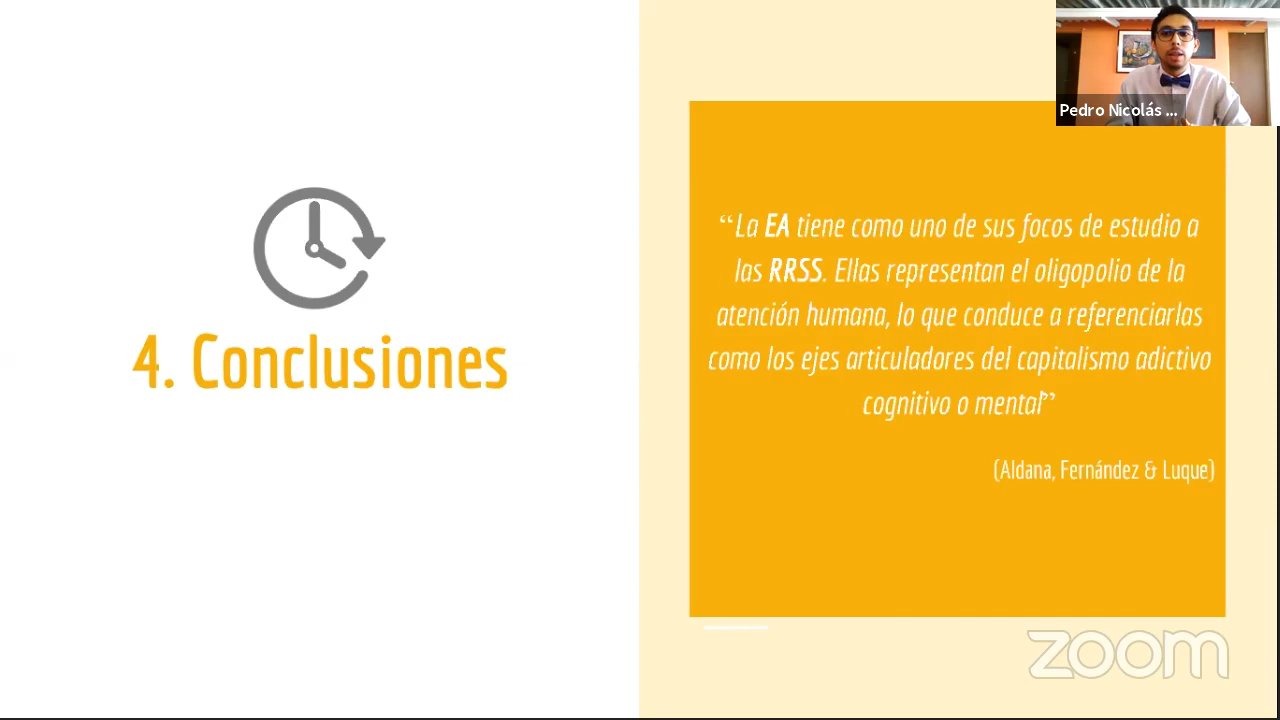 4. Conclusiones
“La EA tiene como uno de sus focos de estudio a
las RRSS. Ellas representan el oligopolio de la
atención humana, lo que conduce a referenciarlas
como los ejes articuladores del capitalismo adictivo
cognitivo o mental”
(Aldana, Fernández & Luque)
Pedro Nicolás ...
zoom